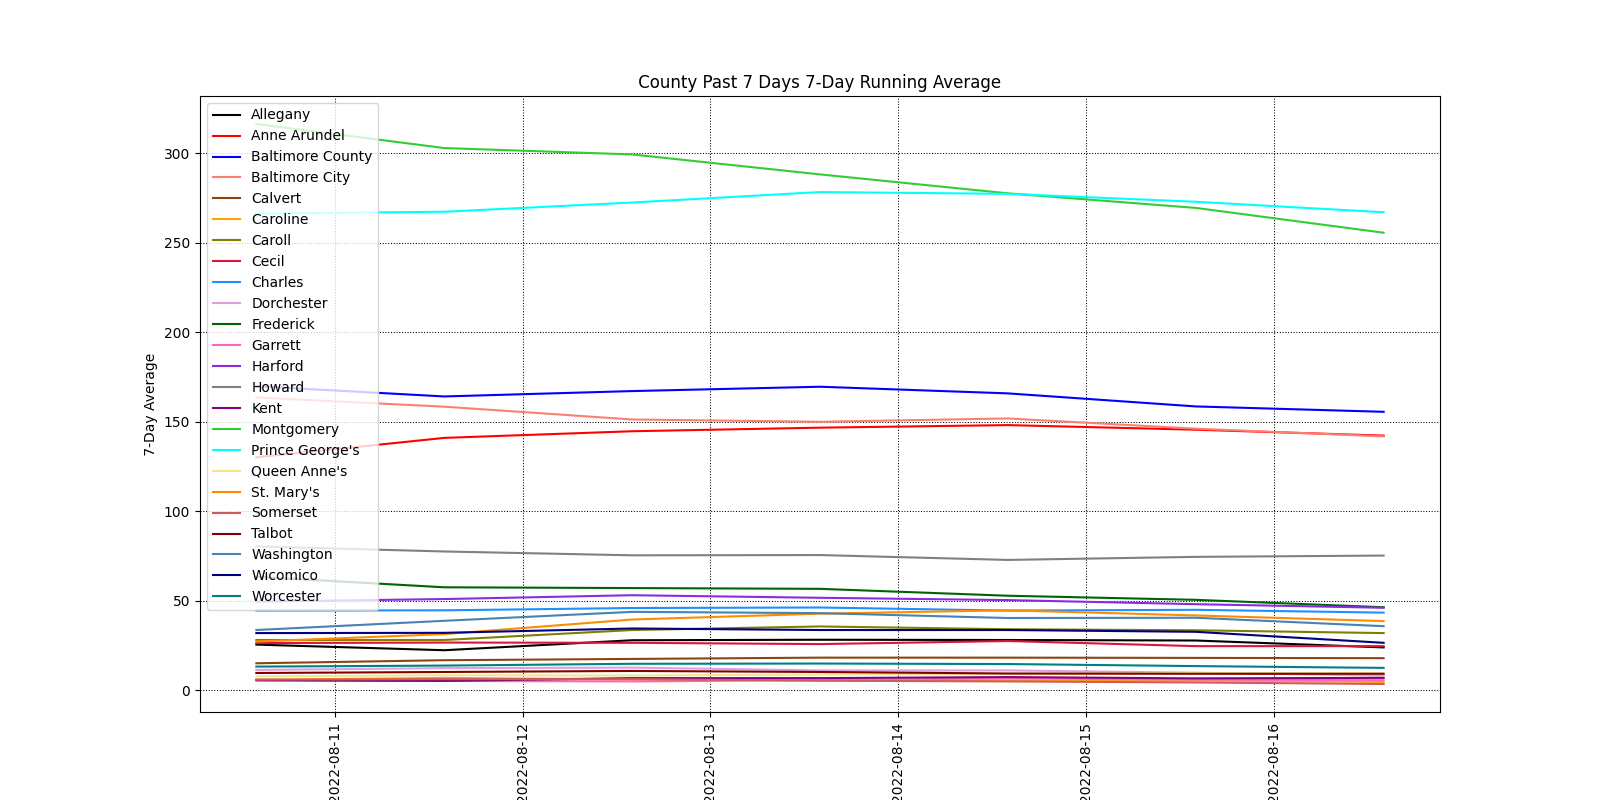 County Past 7 Days 7-Day Running Average
Allegany
Anne Arundel
Baltimore County
Baltimore City
Calvert
Caroline
Caroll
Cecil
Charles
Dorchester
Frederick
Garrett
Harford
Howard
Kent
Montgomery
Prince George's
Queen Anne's
St. Mary's
Somerset
Talbot
Washington
Wicomico
Worcester
7-Day Average
300
250
200
150
100
50
0
2022-08-11
2022-08-12
2022-08-13
2022-08-14
2022-08-15
2022-08-16